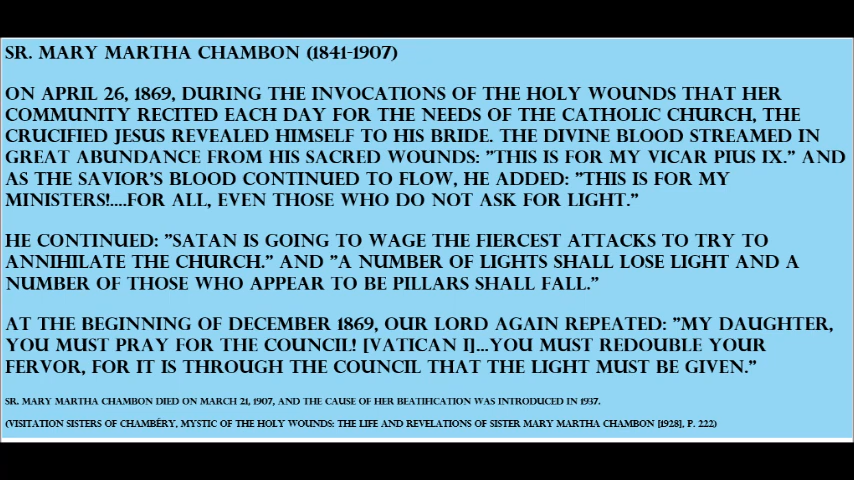 SR. MARY MARTHA CHAMBON (1841-1907)
ON APRIL 26, 1869, DURING THE INVOCATIONS OF THE HOLY WOUNDS THAT HER
COMMUNITY RECITED EACH DAY FOR THE NEEDS OF THE CATHOLIC CHURCH, THE
CRUCIFIED JESUS REVEALED HIMSELF TO HIS BRIDE. THE DIVINE BLOOD STREAMED IN
GREAT ABUNDANCE FROM HIS SACRED WOUNDS: "THIS IS FOR MY VICAR PIUS IX." AND
AS THE SAVIOR'S BLOOD CONTINUED TO FLOW, HE ADDED: "THIS IS FOR MY
MINISTERS!....FOR ALL, EVEN THOSE WHO DO NOT ASK FOR LIGHT."
HE CONTINUED: "SATAN IS GOING TO WAGE THE FIERCEST ATTACKS TO TRY TO
ANNIHILATE THE CHURCH." AND "A NUMBER OF LIGHTS SHALL LOSE LIGHT AND A
NUMBER OF THOSE WHO APPEAR TO BE PILLARS SHALL FALL."
AT THE BEGINNING OF DECEMBER 1869, OUR LORD AGAIN REPEATED: "MY DAUGHTER,
YOU MUST PRAY FOR THE COUNCIL! [VATICAN I]...YOU MUST REDOUBLE YOUR
FERVOR, FOR IT IS THROUGH THE COUNCIL THAT THE LIGHT MUST BE GIVEN."
SR. MARY MARTHA CHAMBON DIED ON MARCH 21, 1907, AND THE CAUSE OF HER BEATIFICATION WAS INTRODUCED IN 1937.
(VISITATION SISTERS OF CHAMBÉRY, MYSTIC OF THE HOLY WOUNDS: THE LIFE AND REVELATIONS OF SISTER MARY MARTHA CHAMBON [1928], P. 222)